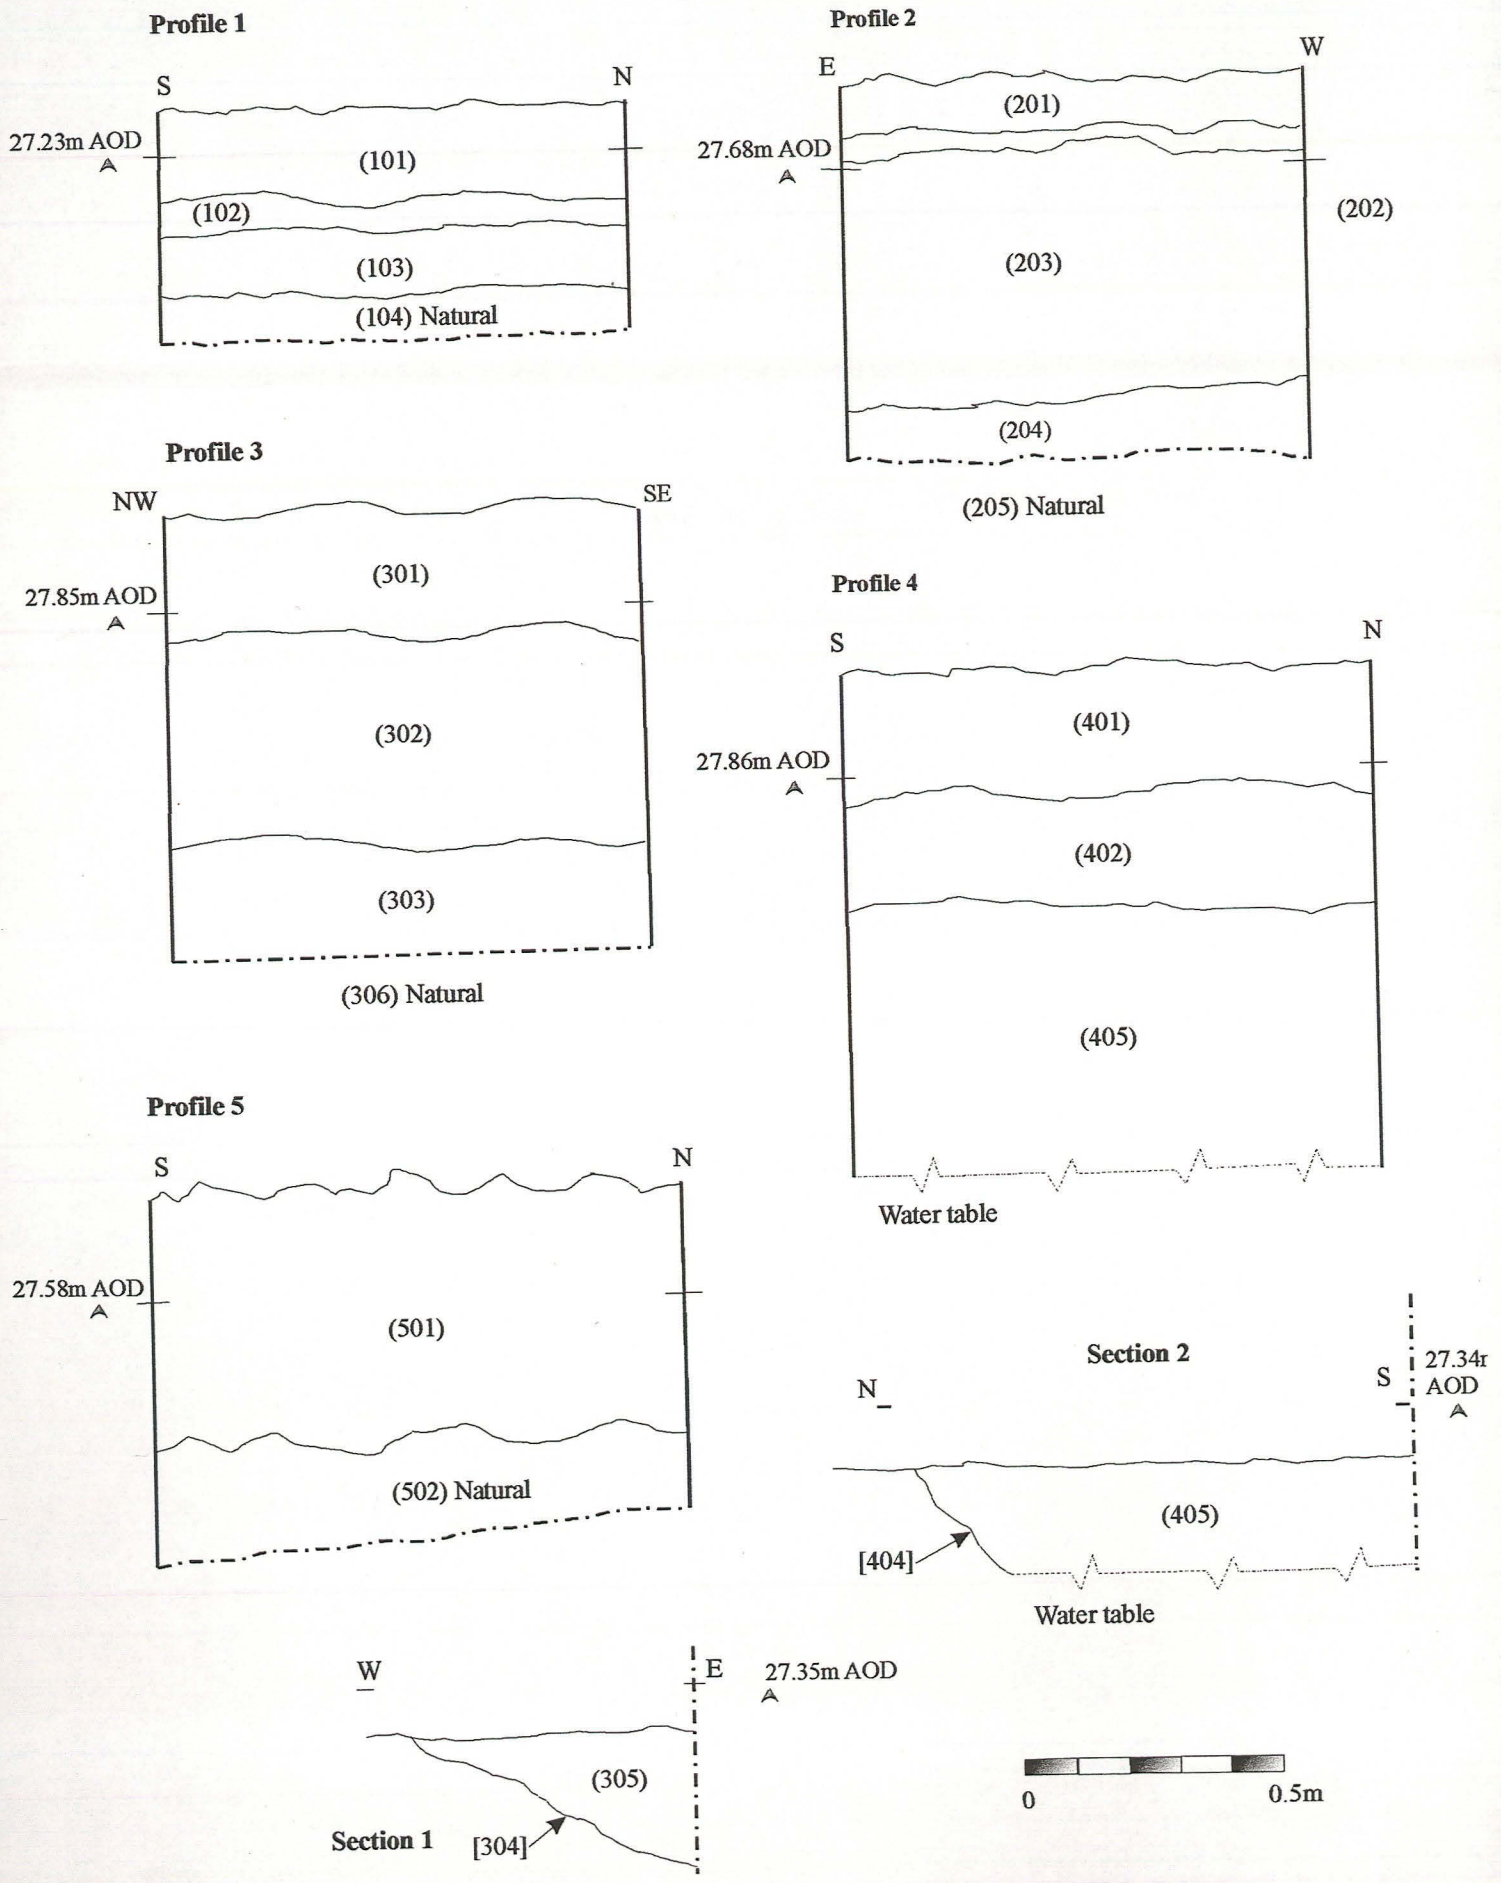 Profile 1
S
N
27.23m AOD
(101)
(102)
(103)
(104) Natural
Profile 2
E
W
(201)
27.68m AOD
(202)
(203)
(204)
(205) Natural
Profile 3
NW
SE
(301)
27.85m AOD
(302)
(303)
(306) Natural
Profile 4
S
N
(401)
27.86m AOD
(402)
(405)
Water table
Profile 5
S
N
27.58m AOD
(501)
(502) Natural
Section 2
N
S
27.34r
AOD
(405)
[404]
Water table
W
E
27.35m AOD
(305)
Section 1
[304]
0
0.5m